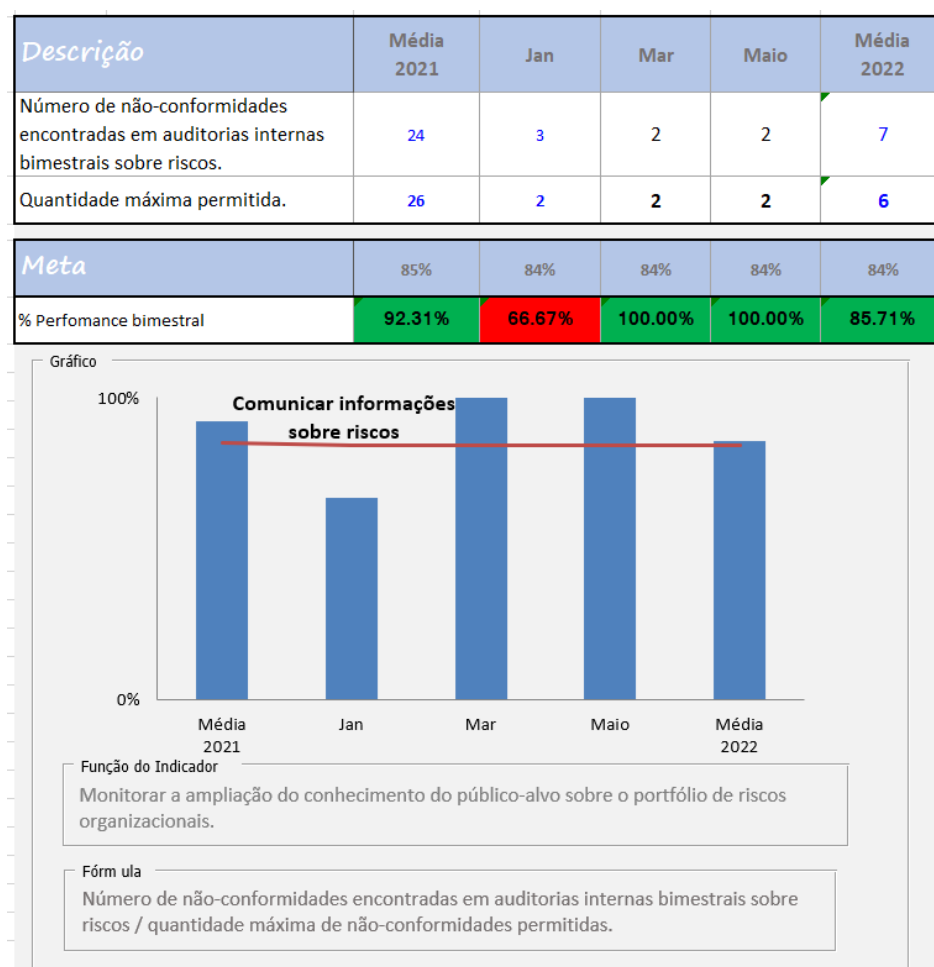 Descrição Média 2021 Jan Mar Maio Média 2022
Número de não-conformidades
encontradas em auditorias internas
bimestrais sobre riscos. 24 3 2 2 7
Quantidade máxima permitida. 26 2 2 2 6
Meta 85% 84% 84% 84% 84%
% Perfomance bimestral 92.31% 66.67% 100.00% 100.00% 85.71%
Gráfico
100%
Comunicar informações
sobre riscos
0%
Média 2021 Jan Mar Maio Média 2022
Função do Indicador
Monitorar a ampliação do conhecimento do público-alvo sobre o portfólio de riscos
organizacionais.
Fórm ula
Número de não-conformidades encontradas em auditorias internas bimestrais sobre
riscos / quantidade máxima de não-conformidades permitidas.